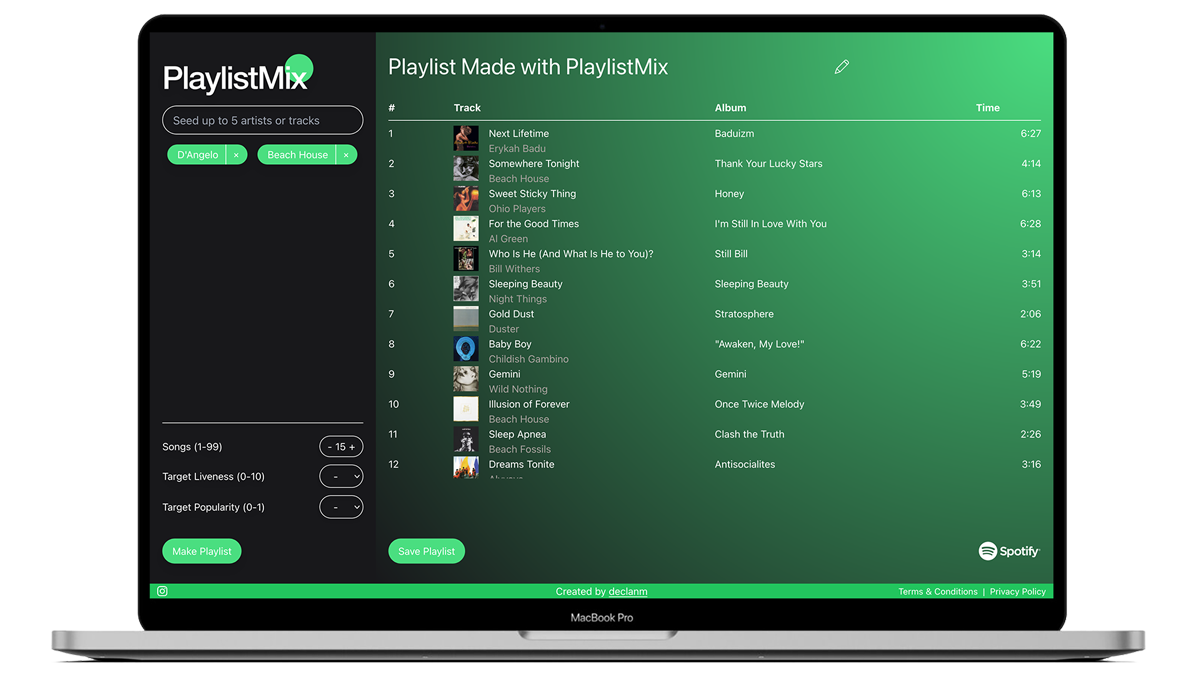 PlaylistMix
Seed up to 5 artists or tracks
D'Angelo ×
Beach House ×
Songs (1-99) - 15 +
Target Liveness (0-10) -
Target Popularity (0-1) -
Make Playlist
Playlist Made with PlaylistMix
# Track Album Time
1 Next Lifetime Baduizm 6:27
Erykah Badu
2 Somewhere Tonight Thank Your Lucky Stars 4:14
Beach House
3 Sweet Sticky Thing Honey 6:13
Ohio Players
4 For the Good Times I'm Still In Love With You 6:28
Al Green
5 Who Is He (And What Is He to You)? Still Bill 3:14
Bill Withers
6 Sleeping Beauty Sleeping Beauty 3:51
Night Things
7 Gold Dust Stratosphere 2:06
Duster
8 Baby Boy "Awaken, My Love!" 6:22
Childish Gambino
9 Gemini Gemini 5:19
Wild Nothing
10 Illusion of Forever Once Twice Melody 3:49
Beach House
11 Sleep Apnea Clash the Truth 2:26
Beach Fossils
12 Dreams Tonite Antisocialites 3:16
Save Playlist
Spotify
Created by declanm
Terms & Conditions | Privacy Policy
MacBook Pro